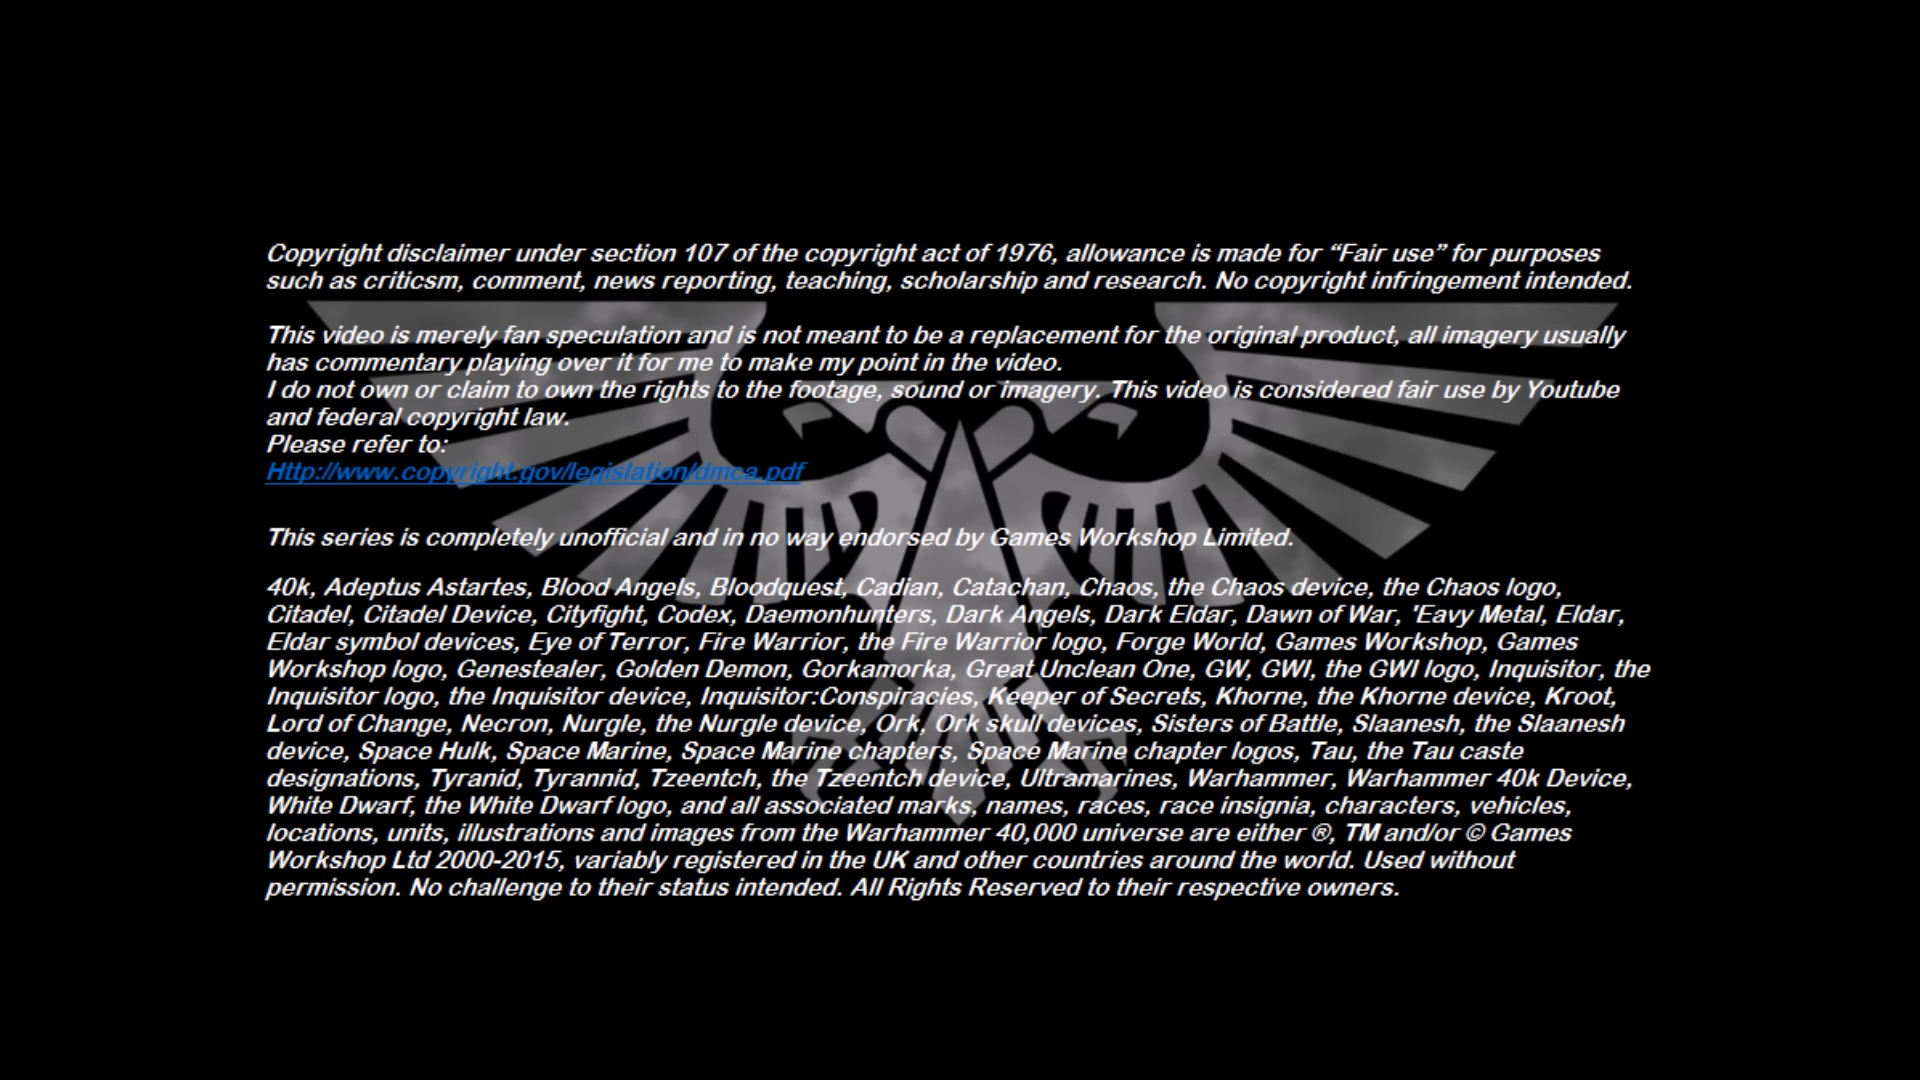 Copyright disclaimer under section 107 of the copyright act of 1976, allowance is made for “Fair use” for purposes
such as criticsm, comment, news reporting, teaching, scholarship and research. No copyright infringement intended.
This video is merely fan speculation and is not meant to be a replacement for the original product, all imagery usually
has commentary playing over it for me to make my point in the video.
I do not own or claim to own the rights to the footage, sound or imagery. This video is considered fair use by Youtube
and federal copyright law.
Please refer to:
Http://www.copyright.gov/legislation/dmca.pdf
This series is completely unofficial and in no way endorsed by Games Workshop Limited.
40k, Adeptus Astartes, Blood Angels, Bloodquest, Cadian, Catachan, Chaos, the Chaos device, the Chaos logo,
Citadel, Citadel Device, Cityfight, Codex, Daemonhunters, Dark Angels, Dark Eldar, Dawn of War, 'Eavy Metal, Eldar,
Eldar symbol devices, Eye of Terror, Fire Warrior, the Fire Warrior logo, Forge World, Games Workshop, Games
Workshop logo, Genestealer, Golden Demon, Gorkamorka, Great Unclean One, GW, GWI, the GWI logo, Inquisitor, the
Inquisitor logo, the Inquisitor device, Inquisitor:Conspiracies, Keeper of Secrets, Khorne, the Khorne device, Kroot,
Lord of Change, Necron, Nurgle, the Nurgle device, Ork, Ork skull devices, Sisters of Battle, Slaanesh, the Slaanesh
device, Space Hulk, Space Marine, Space Marine chapters, Space Marine chapter logos, Tau, the Tau caste
designations, Tyranid, Tyrannid, Tzeentch, the Tzeentch device, Ultramarines, Warhammer, Warhammer 40k Device,
White Dwarf, the White Dwarf logo, and all associated marks, names, races, race insignia, characters, vehicles,
locations, units, illustrations and images from the Warhammer 40,000 universe are either ®, TM and/or © Games
Workshop Ltd 2000-2015, variably registered in the UK and other countries around the world. Used without
permission. No challenge to their status intended. All Rights Reserved to their respective owners.